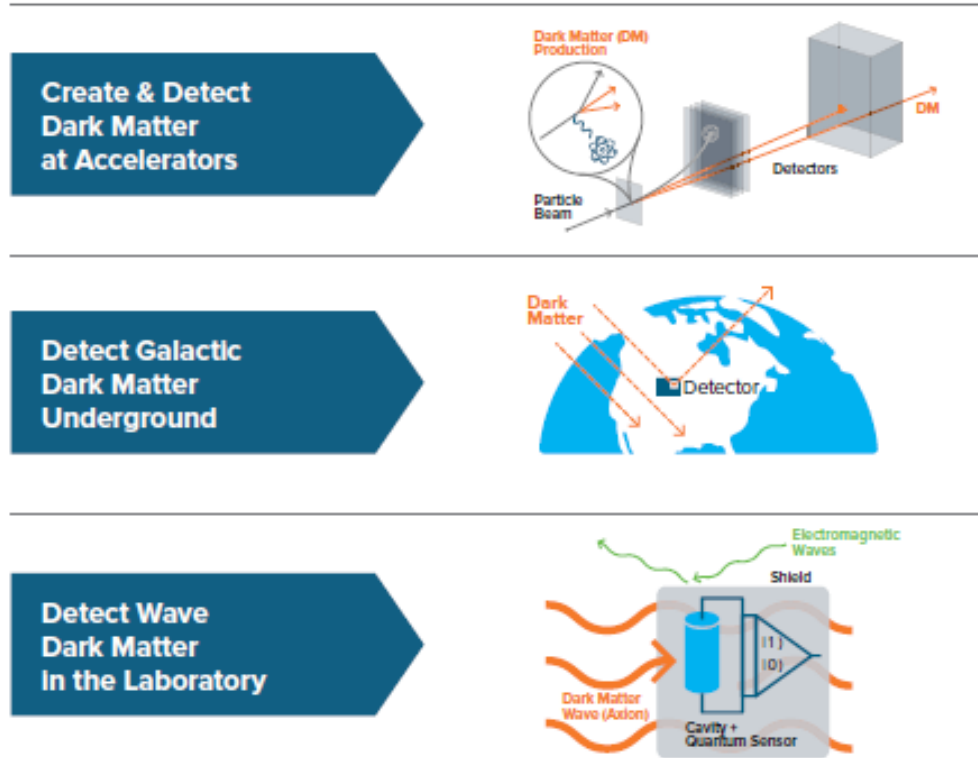 Create & Detect
Dark Matter
at Accelerators
Dark Matter (DM)
Production
Particle
Beam
Detectors
DM
Detect Galactic
Dark Matter
Underground
Dark
Matter
Detector
Detect Wave
Dark Matter
in the Laboratory
Electromagnetic
Waves
Shield
|1⟩
|0⟩
Dark Matter
Wave (Axion)
Cavity +
Quantum Sensor